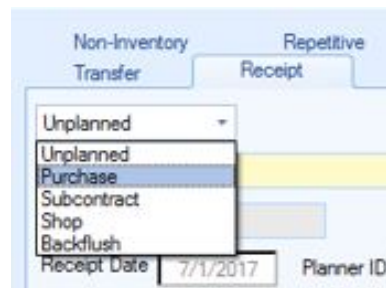 Non-Inventory Repetitive
Transfer Receipt
Unplanned
Unplanned
Purchase
Subcontract
Shop
Backflush
Receipt Date 7/1/2017 Planner ID